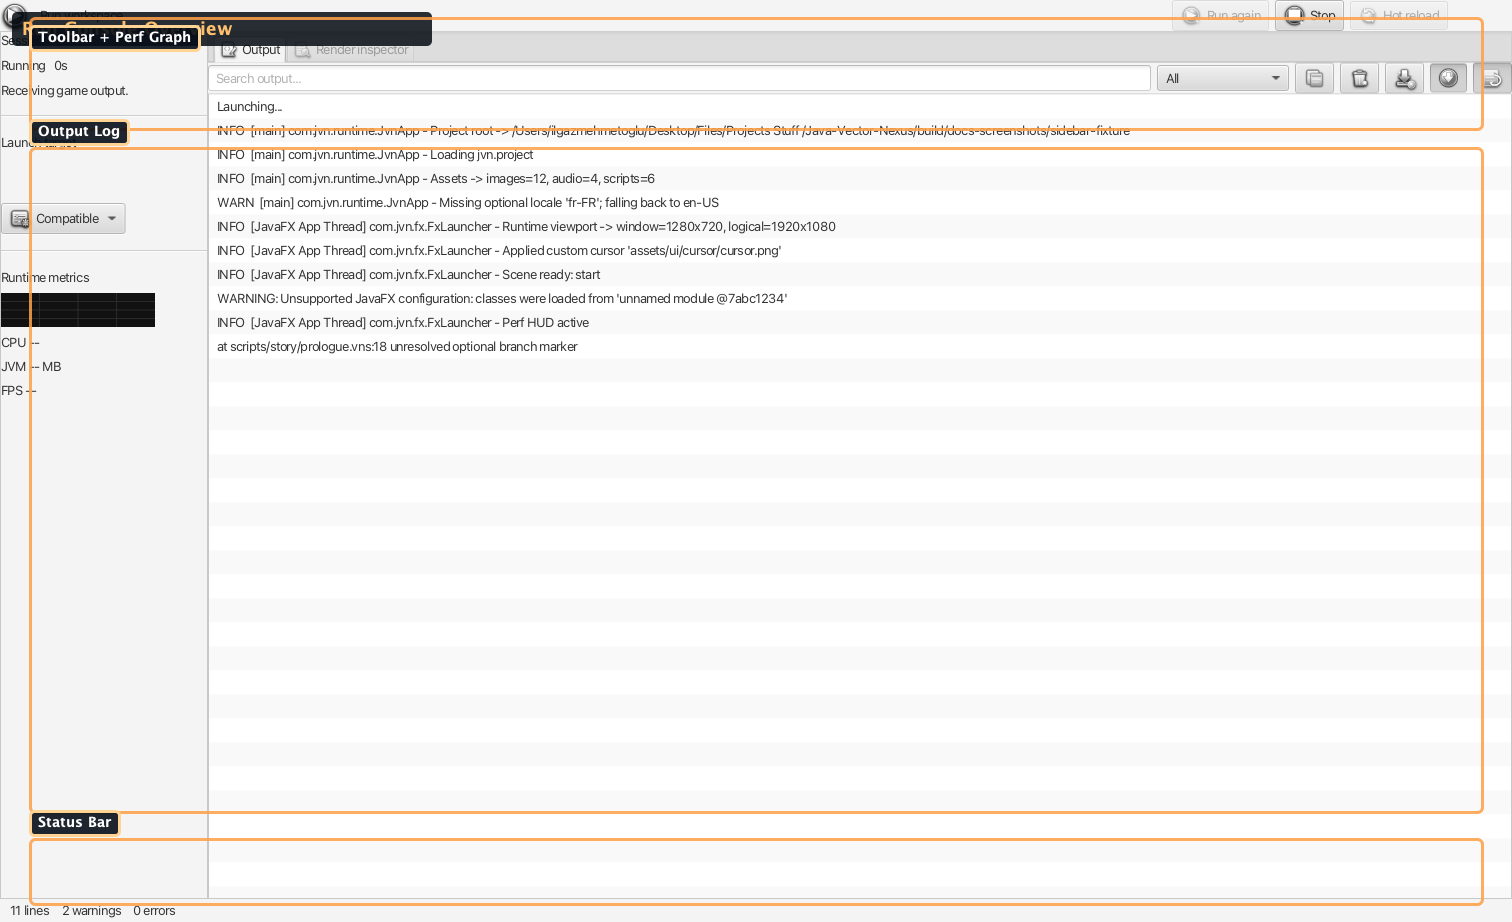 Overview
Run again
Stop
Hot reload
Toolbar + Perf Graph
Output
Render inspector
Running 0s
Search output...
All
Receiving game output.
Launching...
Output Log
INFO [main] com.jvn.runtime.JvnApp - Project root -> /Users/ilgazmehmetoglu/Desktop/Files/Projects Stuff /Java-Vector-Nexus/build/docs-screenshots/sidebar-fixture
INFO [main] com.jvn.runtime.JvnApp - Loading jvn.project
INFO [main] com.jvn.runtime.JvnApp - Assets -> images=12, audio=4, scripts=6
WARN [main] com.jvn.runtime.JvnApp - Missing optional locale 'fr-FR'; falling back to en-US
Compatible
INFO [JavaFX App Thread] com.jvn.fx.FxLauncher - Runtime viewport -> window=1280x720, logical=1920x1080
INFO [JavaFX App Thread] com.jvn.fx.FxLauncher - Applied custom cursor 'assets/ui/cursor/cursor.png'
INFO [JavaFX App Thread] com.jvn.fx.FxLauncher - Scene ready: start
WARNING: Unsupported JavaFX configuration: classes were loaded from 'unnamed module @7abc1234'
INFO [JavaFX App Thread] com.jvn.fx.FxLauncher - Perf HUD active
at scripts/story/prologue.vns:18 unresolved optional branch marker
Runtime metrics
CPU --
JVM -- MB
FPS --
Status Bar
11 lines 2 warnings 0 errors